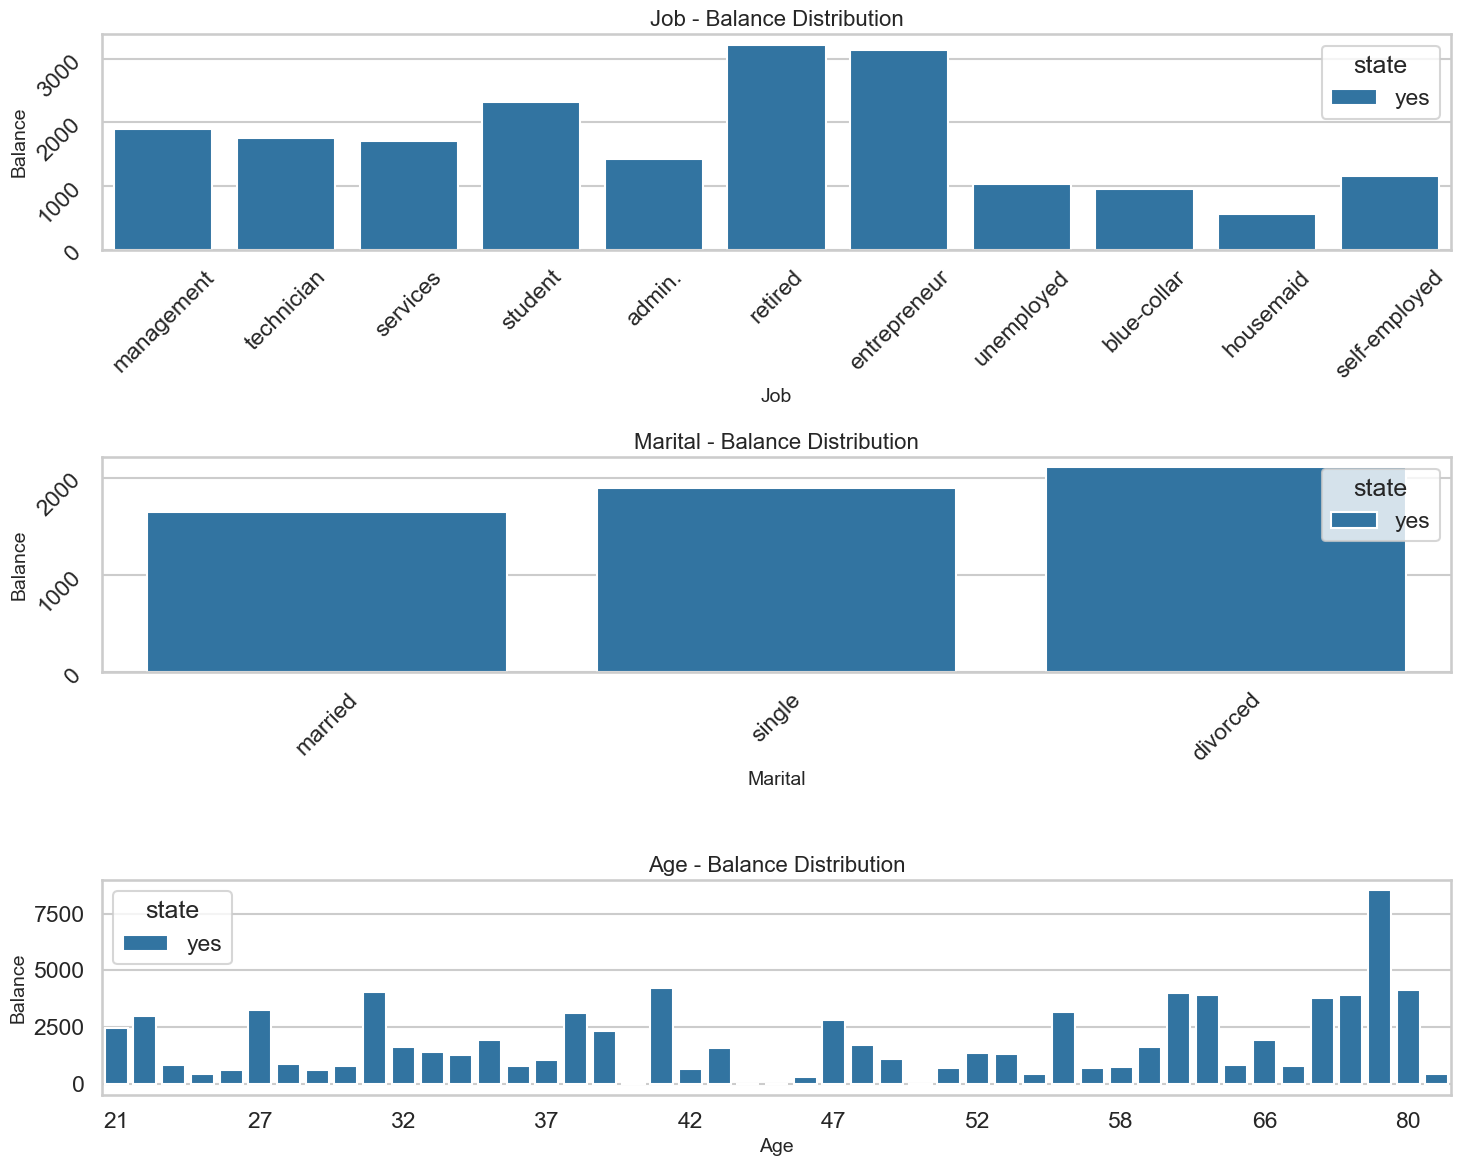 Job - Balance Distribution
3000
2000
1000
0
Balance
state
yes
management
technician
services
student
admin.
retired
entrepreneur
unemployed
blue-collar
housemaid
self-employed
Job
Marital - Balance Distribution
2000
1000
0
Balance
state
yes
married
single
divorced
Marital
Age - Balance Distribution
7500
5000
2500
0
Balance
state
yes
21 27 32 37 42 47 52 58 66 80
Age